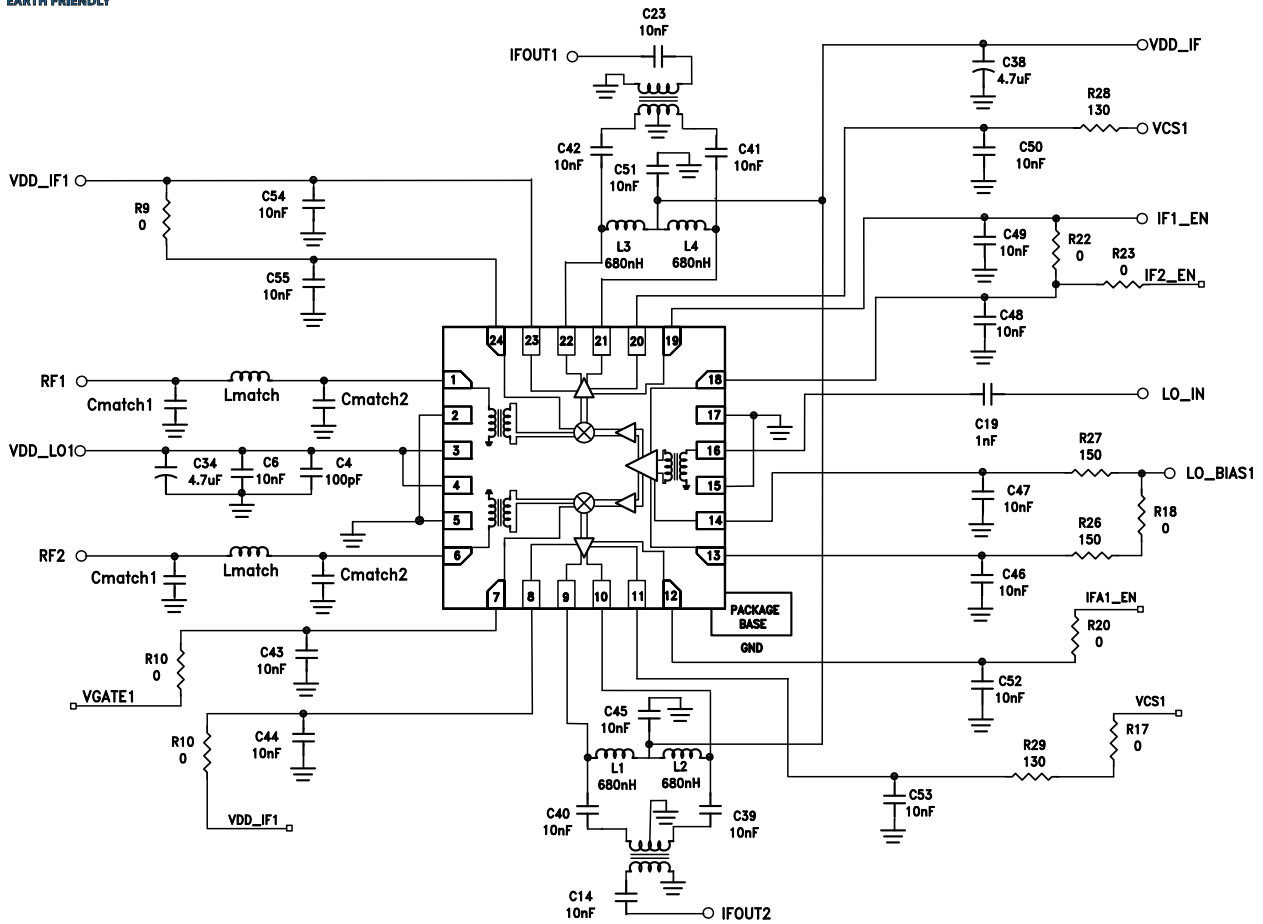 EARTH FRIENDLY
C23
10nF
IFOUT1
VDD_IF
C38
4.7uF
R28
130
VCS1
C50
10nF
C42
10nF
C51
10nF
C41
10nF
VDD_IF1
R9
0
C54
10nF
C55
10nF
L3
680nH
L4
680nH
IF1_EN
C49
10nF
R22
0
R23
0
IF2_EN
C48
10nF
24
23
22
21
20
19
RF1
Lmatch
Cmatch1
Cmatch2
1
2
3
4
5
6
18
17
16
15
14
13
LO_IN
C19
1nF
VDD_LO1
C34
4.7uF
C6
10nF
C4
100pF
R27
150
LO_BIAS1
C47
10nF
R18
0
R26
150
C46
10nF
RF2
Cmatch1
Lmatch
Cmatch2
7
8
9
10
11
12
PACKAGE
BASE
GND
IFA1_EN
R20
0
C52
10nF
R10
0
C43
10nF
VGATE1
R10
0
C44
10nF
VDD_IF1
C45
10nF
L1
680nH
L2
680nH
C40
10nF
C39
10nF
C14
10nF
IFOUT2
VCS1
R17
0
R29
130
C53
10nF